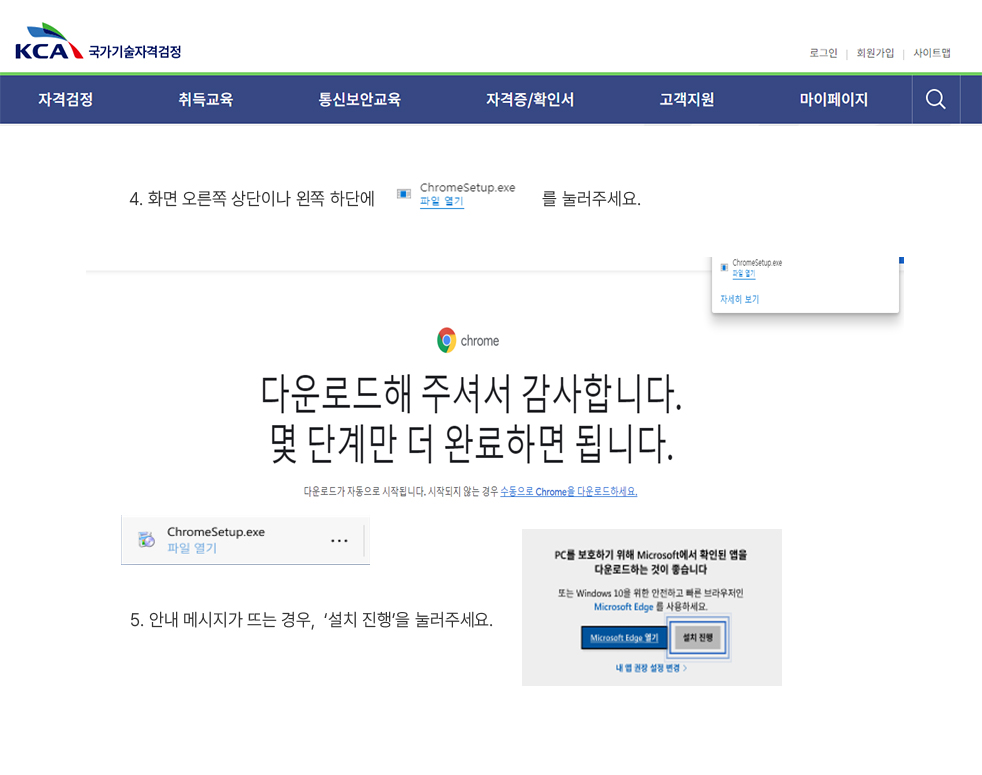 KCA 국가기술자격검정
로그인 | 회원가입 | 사이트맵
자격검정 취득교육 통신보안교육 자격증/확인서 고객지원 마이페이지
4. 화면 오른쪽 상단이나 왼쪽 하단에 ChromeSetup.exe 를 눌러주세요.
파일 열기
ChromeSetup.exe
파일 열기
자세히 보기
chrome
다운로드해 주셔서 감사합니다.
몇 단계만 더 완료하면 됩니다.
다운로드가 자동으로 시작됩니다. 시작되지 않는 경우 수동으로 Chrome을 다운로드하세요.
ChromeSetup.exe
파일 열기
...
PC를 보호하기 위해 Microsoft에서 확인된 앱을
다운로드하는 것이 좋습니다
또는 Windows 10을 위한 안전하고 빠른 브라우저인
Microsoft Edge 를 사용하세요.
Microsoft Edge 열기 설치 진행
내 앱 권장 설정 변경 >
5. 안내 메시지가 뜨는 경우, ‘설치 진행’을 눌러주세요.